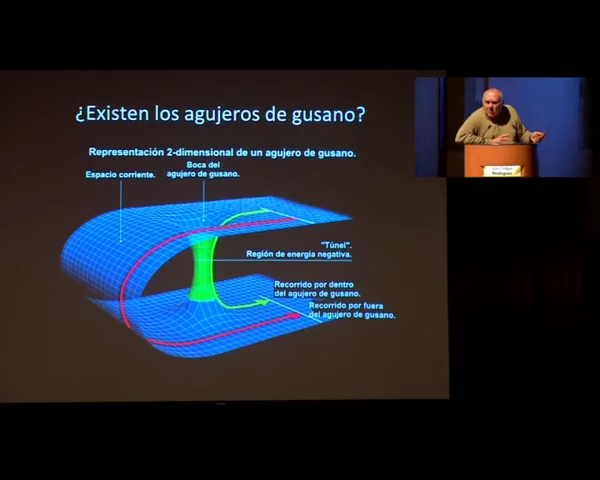 ¿Existen los agujeros de gusano?
Representación 2-dimensional de un agujero de gusano.
Espacio corriente.
Boca del
agujero de gusano.
"Túnel".
Región de energía negativa.
Recorrido por dentro
del agujero de gusano.
Recorrido por fuera
del agujero de gusano.
Rodríguez